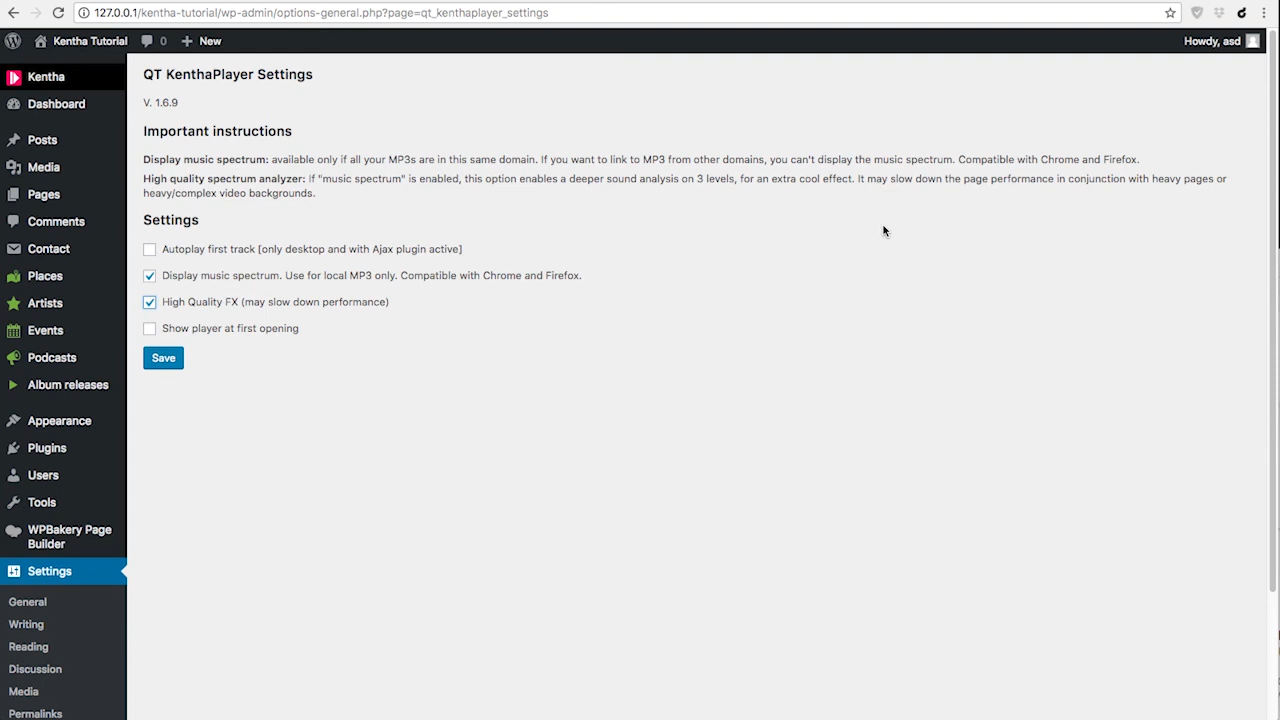 127.0.0.1/kentha-tutorial/wp-admin/options-general.php?page=qt_kenthaplayer_settings
Kentha Tutorial
0
New
Howdy, asd
Kentha
Dashboard
Posts
Media
Pages
Comments
Contact
Places
Artists
Events
Podcasts
Album releases
Appearance
Plugins
Users
Tools
WPBakery Page
Builder
Settings
General
Writing
Reading
Discussion
Media
Permalinks
QT KenthaPlayer Settings
V. 1.6.9
Important instructions
Display music spectrum: available only if all your MP3s are in this same domain. If you want to link to MP3 from other domains, you can't display the music spectrum. Compatible with Chrome and Firefox.
High quality spectrum analyzer: if "music spectrum" is enabled, this option enables a deeper sound analysis on 3 levels, for an extra cool effect. It may slow down the page performance in conjunction with heavy pages or
heavy/complex video backgrounds.
Settings
Autoplay first track [only desktop and with Ajax plugin active]
Display music spectrum. Use for local MP3 only. Compatible with Chrome and Firefox.
High Quality FX (may slow down performance)
Show player at first opening
Save